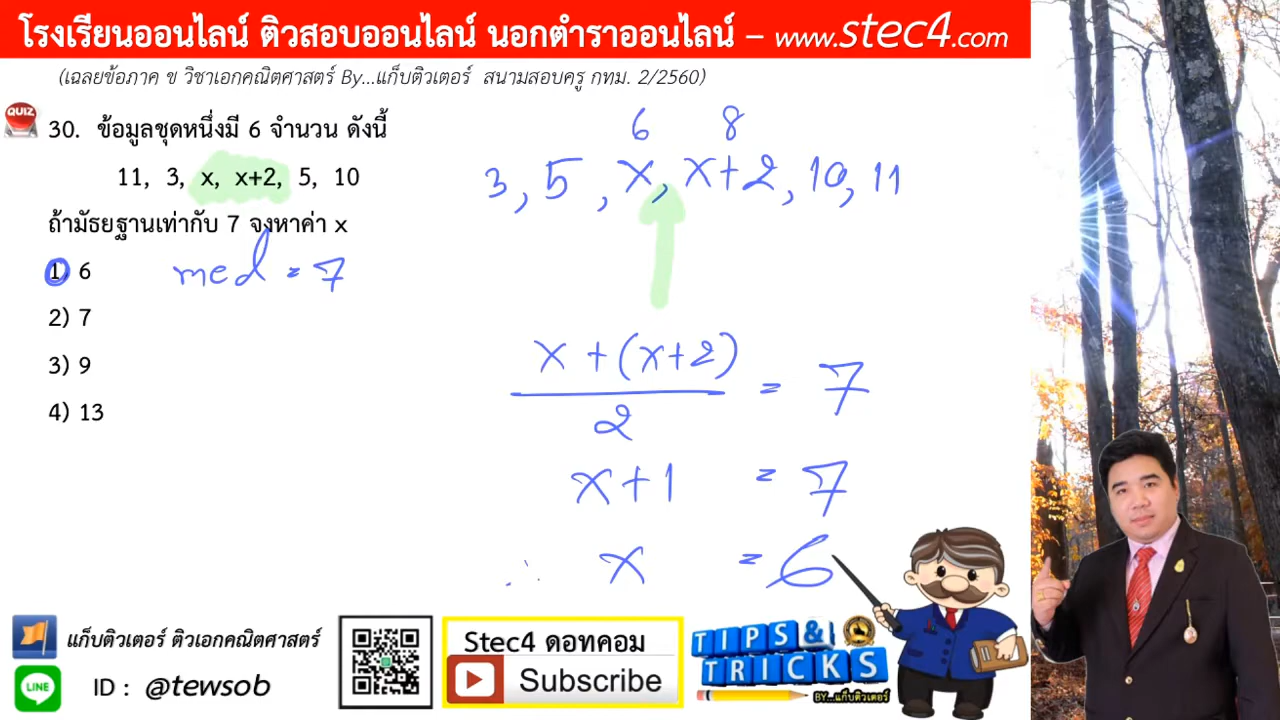 โรงเรียนออนไลน์ ติวสอบออนไลน์ นอกตำราออนไลน์ – www.stec4.com
(เฉลยข้อภาค ข วิชาเอกคณิตศาสตร์ By...แก็บติวเตอร์ สนามสอบครู กทม. 2/2560)
QUIZ
30. ข้อมูลชุดหนึ่งมี 6 จำนวน ดังนี้
11, 3, x, x+2, 5, 10
ถ้ามัธยฐานเท่ากับ 7 จงหาค่า x
1) 6
med = 7
2) 7
3) 9
4) 13
6 8
3, 5, x, x+2, 10, 11
x + (x+2)
2
= 7
x+1 = 7
∴ x = 6
แก็บติวเตอร์ ติวเอกคณิตศาสตร์
LINE
ID : @tewsob
Stec4 ดอทคอม
Subscribe
TIPS &
TRICKS
BY...แก็บติวเตอร์